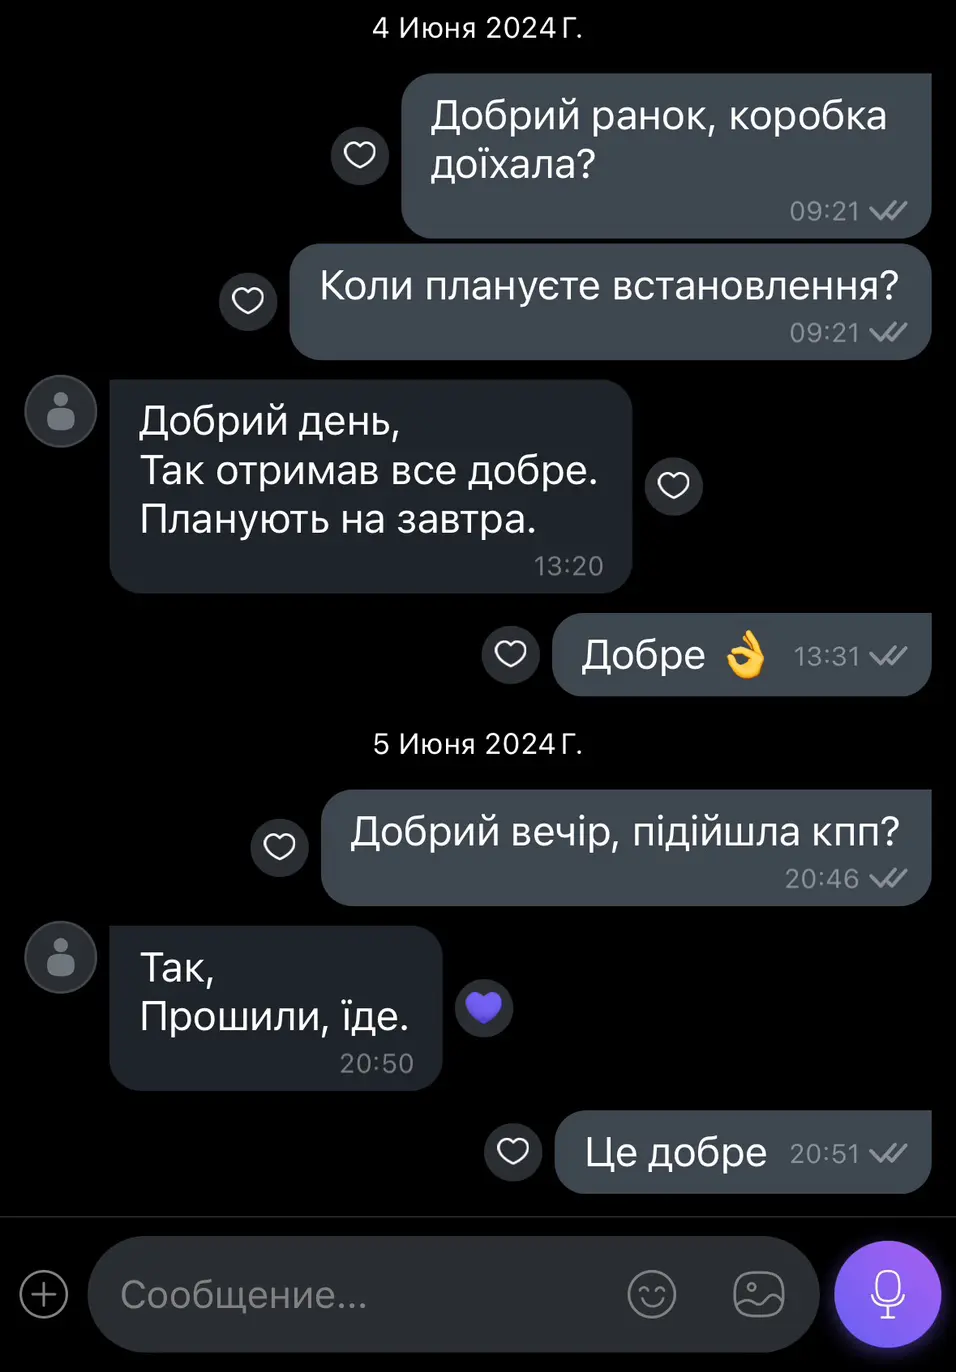 4 Июня 2024 Г.
Добрий ранок, коробка
доїхала?
09:21
Коли плануєте встановлення?
09:21
Добрий день,
Так отримав все добре.
Планують на завтра.
13:20
Добре 👌 13:31
5 Июня 2024 Г.
Добрий вечір, підійшла кпп?
20:46
Так,
Прошили, їде.
20:50
Це добре 20:51
Сообщение...